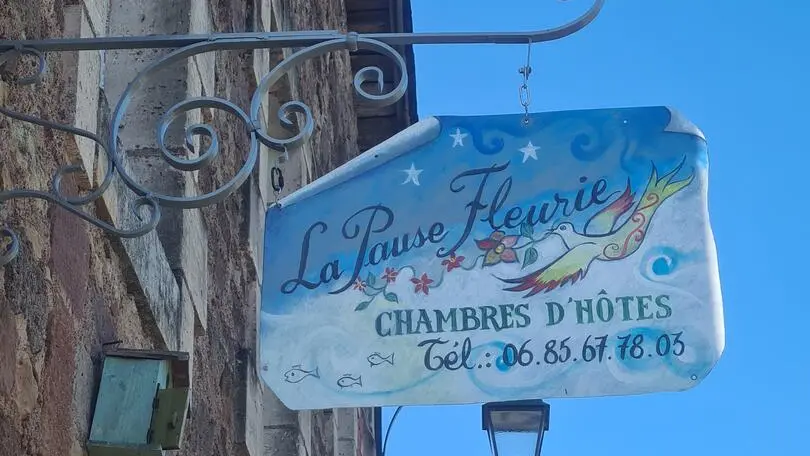 La Pause Fleurie
CHAMBRES D'HÔTES
Tél.: 06.85.67.78.03